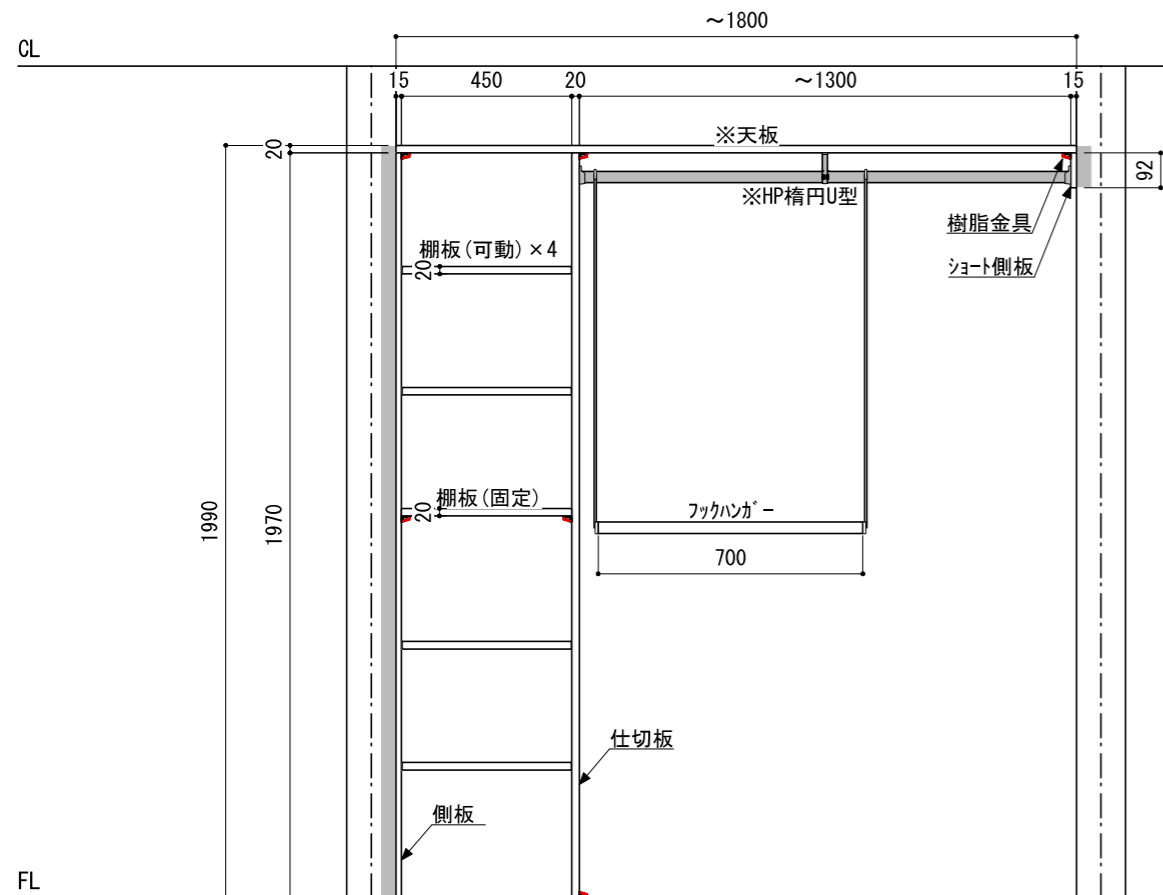 ～1800
CL
15
450
20
～1300
15
※天板
20
92
※HP楕円U型
樹脂金具
ｼｮｰﾄ側板
棚板(可動)×4
20
棚板(固定)
20
ﾌｯｸﾊﾝｶﾞｰ
700
1990
1970
仕切板
側板
FL